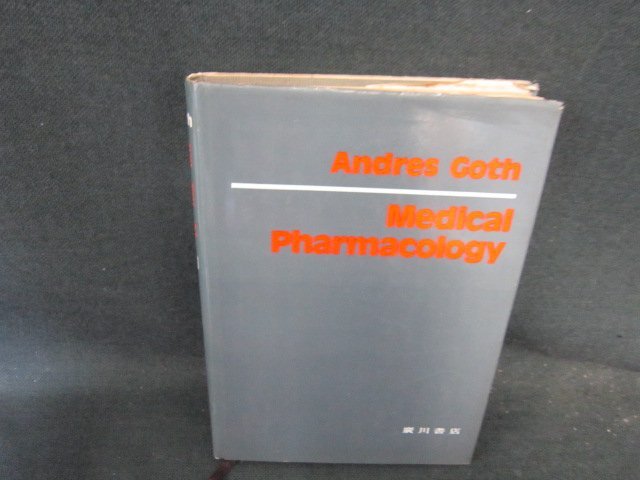 Andres Goth
Medical
Pharmacology
廣川書店